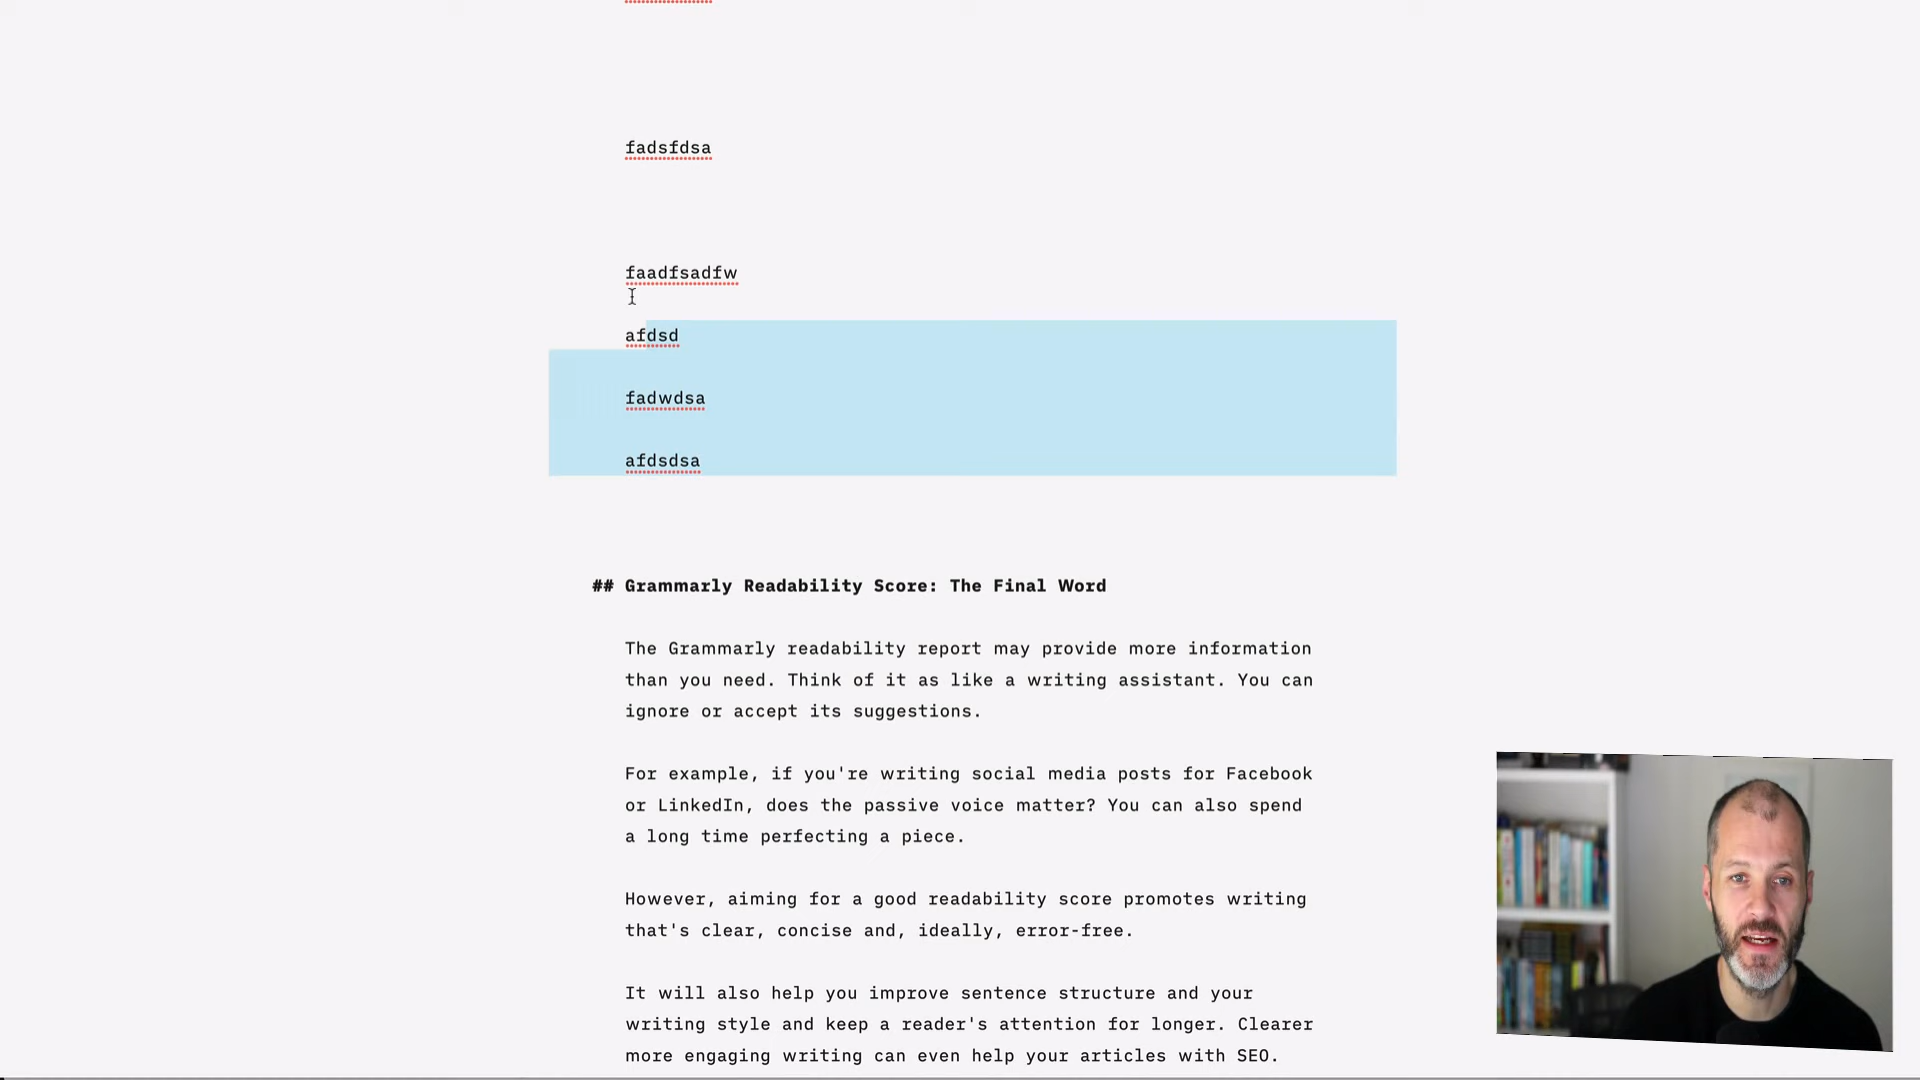 fadsfdsa
faadfsadfw
afdsd
fadwdsa
afdsdsa
## Grammarly Readability Score: The Final Word
The Grammarly readability report may provide more information
than you need. Think of it as like a writing assistant. You can
ignore or accept its suggestions.
For example, if you're writing social media posts for Facebook
or LinkedIn, does the passive voice matter? You can also spend
a long time perfecting a piece.
However, aiming for a good readability score promotes writing
that's clear, concise and, ideally, error-free.
It will also help you improve sentence structure and your
writing style and keep a reader's attention for longer. Clearer
more engaging writing can even help your articles with SEO.